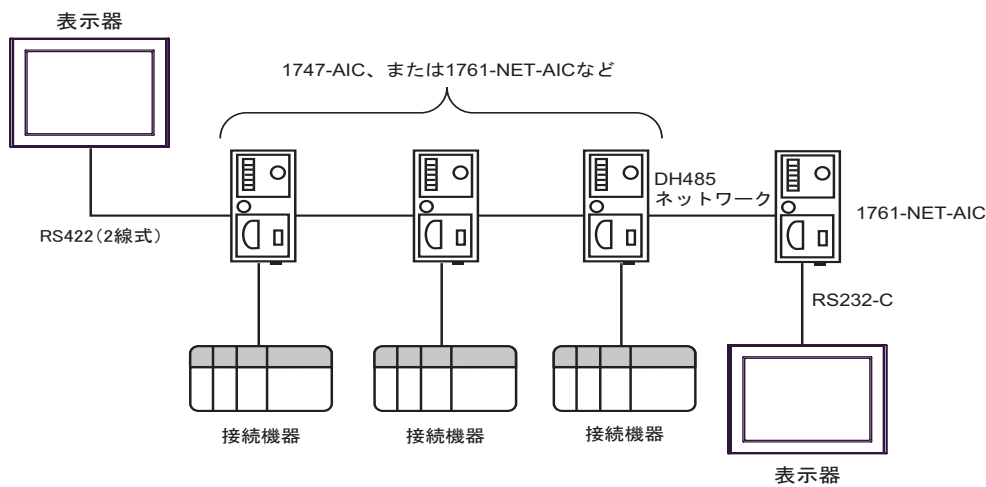 表示器
1747-AIC、または1761-NET-AICなど
DH485
ネットワーク
1761-NET-AIC
RS422(2線式)
RS232-C
接続機器
接続機器
接続機器
表示器